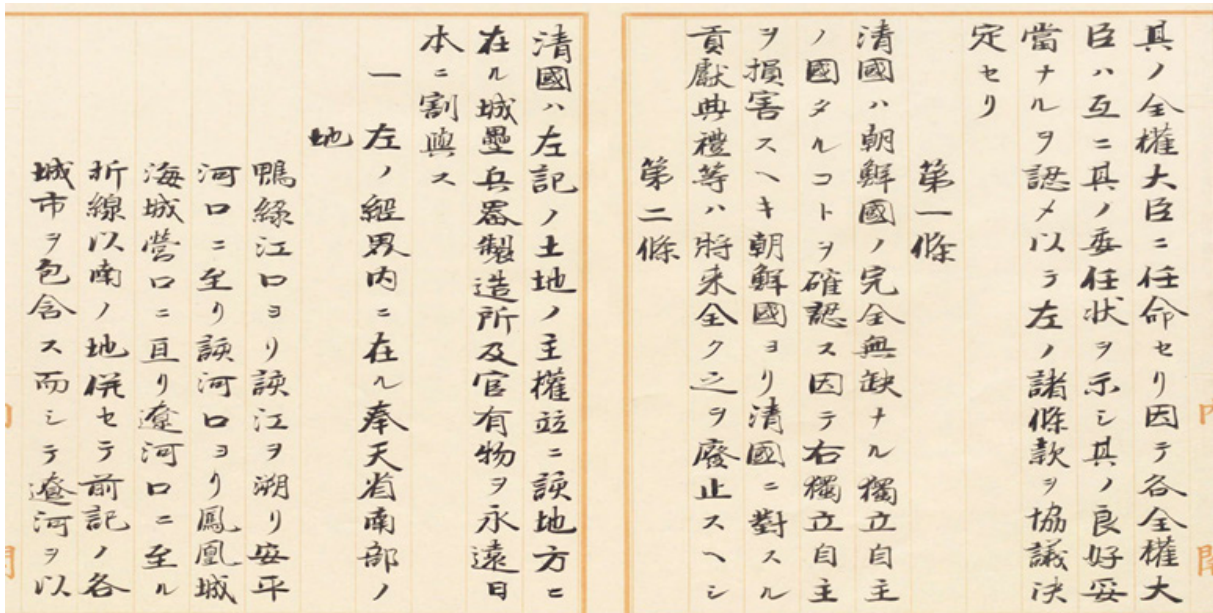 其ノ全權大臣ニ任命セリ因テ各全權大
臣ハ互ニ其ノ委任狀ヲ示シ其ノ良好妥
當ナルヲ認メ以テ左ノ諸條款ヲ協議決
定セリ
第一條
清國ハ朝鮮國ノ完全無缺ナル獨立自主
ノ國タルコトヲ確認ス因テ右獨立自主
ヲ損害スヘキ朝鮮國ヨリ清國ニ對スル
貢獻典禮等ハ將来全ク之ヲ廢止スヘシ
第二條
清國ハ左記ノ土地ノ主權竝ニ該地方ニ
在ル城壘兵器製造所及官有物ヲ永遠日
本ニ割與ス
一 左ノ經界内ニ在ル奉天省南部ノ
地
鴨綠江口ヨリ該江ヲ溯リ安平
河口ニ至リ該河口ヨリ鳳凰城
海城營口ニ亘リ遼河口ニ至ル
折線以南ノ地併セテ前記ノ各
城市ヲ包含ス而シテ遼河ヲ以